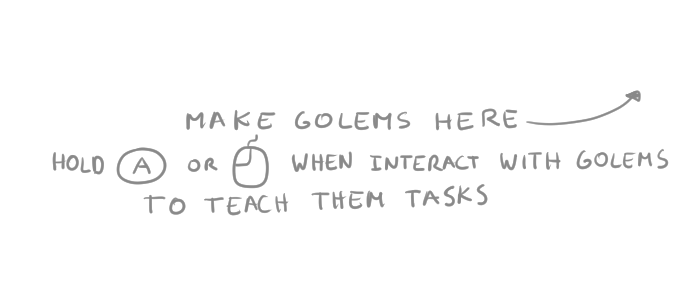 MAKE GOLEMS HERE
HOLD A OR WHEN INTERACT WITH GOLEMS
TO TEACH THEM TASKS